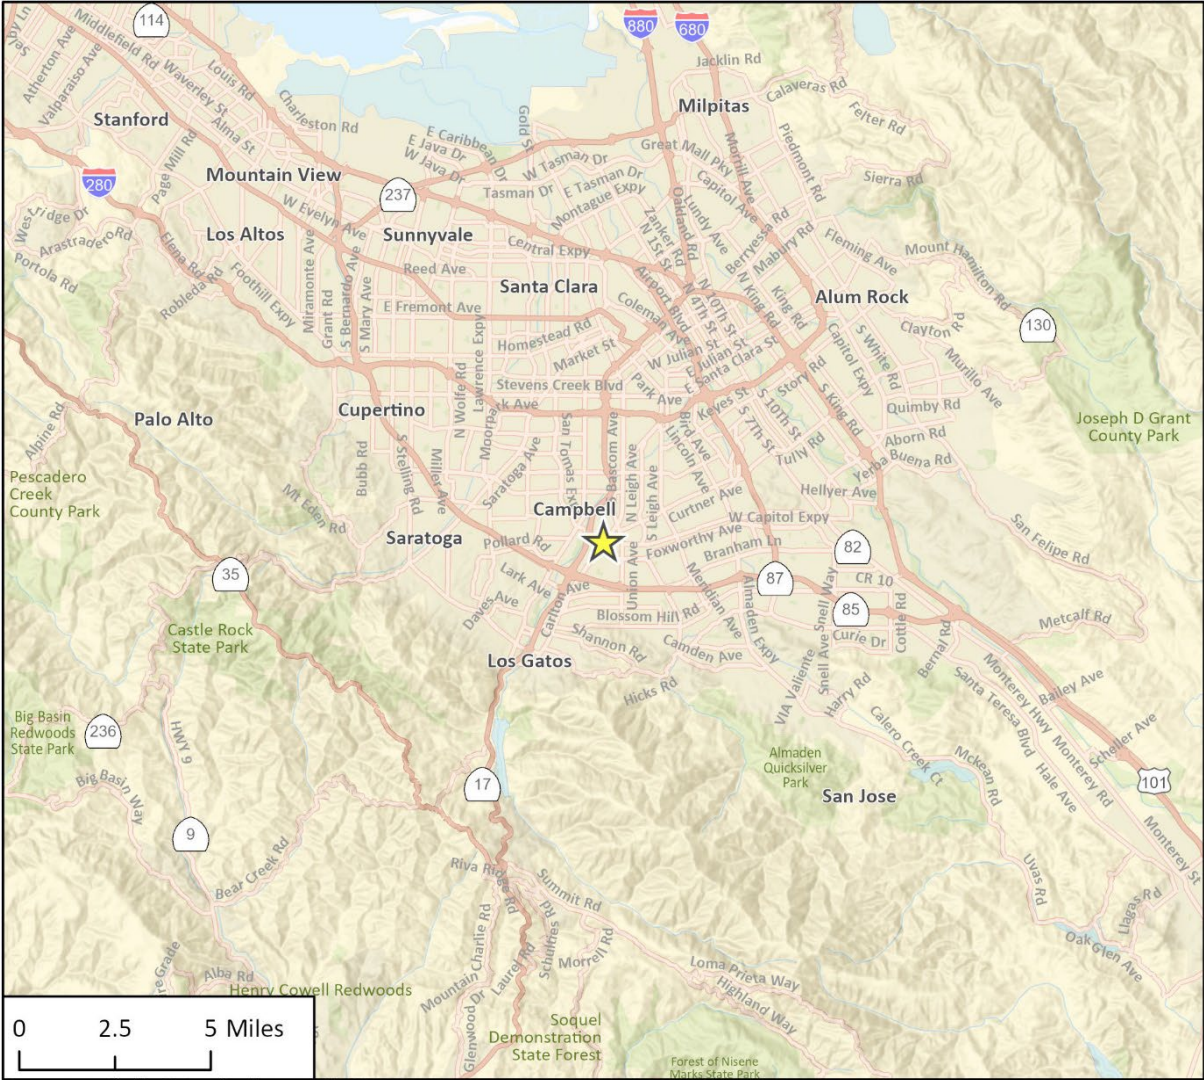 114
880
680
Middlefield Rd
Atherton Ave
Valparaiso Ave
Waverley St
Louis Rd
Alma St
Charleston Rd
Jacklin Rd
Calaveras Rd
Felter Rd
Milpitas
Stanford
Page Mill Rd
Gold St
E Caribbean Dr
E Java Dr
W Java Dr
W Tasman Dr
Great Mall Pky
Morrill Ave
Piedmont Rd
Sierra Rd
280
Mountain View
237
Tasman Dr
E Tasman Dr
Montague Expy
Capitol Ave
Oakland Rd
Lundy Ave
Arastradero Rd
Portola Rd
Los Altos
W Evelyn Ave
Sunnyvale
Central Expy
Zanker Rd
N 1St St
Berryessa Rd
Mabury Rd
Fleming Ave
Mount Hamilton Rd
Elena Rd
Robleda Rd
Foothill Expy
Miramonte Ave
Grant Rd
S Bernardo Ave
S Mary Ave
Reed Ave
E Fremont Ave
Santa Clara
Airport Blvd
Coleman Ave
N 4Th St
N 10Th St
N King Rd
King Rd
Alum Rock
Clayton Rd
130
Homestead Rd
Market St
W Julian St
E Julian St
E Santa Clara St
Capitol Expy
S White Rd
Murillo Ave
N Wolfe Rd
Lawrence Expy
Stevens Creek Blvd
Park Ave
Story Rd
Quimby Rd
Alpine Rd
Palo Alto
Cupertino
k Ave
Moorpa
Keyes St
S 10Th St
S 7Th St
S King Rd
Joseph D Grant
County Park
Bubb Rd
S Stelling Rd
Miller Ave
Saratoga Ave
San Tomas Ex
Bascom Ave
N Leigh Ave
S Leigh Ave
Bird Ave
Lincoln Ave
Tully Rd
Aborn Rd
Yerba Buena Rd
Pescadero
Creek
County Park
Mt Eden Rd
Campbell
Curtner Ave
Hellyer Ave
W Capitol Expy
San Felipe Rd
Saratoga
Pollard Rd
Foxworthy Ave
Branham Ln
82
35
Lark Ave
Union Ave
87
CR 10
Castle Rock
State Park
Daves Ave
Carlton Ave
Blossom Hill Rd
Meridian Ave
Almaden Expy
85
Snell Way
Cottle Rd
Metcalf Rd
Shannon Rd
Camden Ave
Curie Dr
Bernal Rd
Los Gatos
Hicks Rd
VIA Valiente
Snell Ave
Harry Rd
Santa Teresa Blvd
Monterey Hwy
Bailey Ave
Big Basin
Redwoods
State Park
236
HWY 9
Calero Creek Ct
Mckean Rd
Hale Ave
Monterey Rd
Scheller Ave
Almaden
Quicksilver
Park
17
San Jose
101
Big Basin Way
9
Bear Creek Rd
Monterey St
Riva Ridge Rd
Summit Rd
Uvas Rd
Llagas Rd
Schulties Rd
Mountain Charlie Rd
Laurel Rd
Morrell Rd
Oak Glen Ave
Alba Rd
Henry Cowell Redwoods
Loma Prieta Way
Highland Way
Glenwood Dr
Soquel
Demonstration
State Forest
Forest of Nisene
Marks State Park
0 2.5 5 Miles